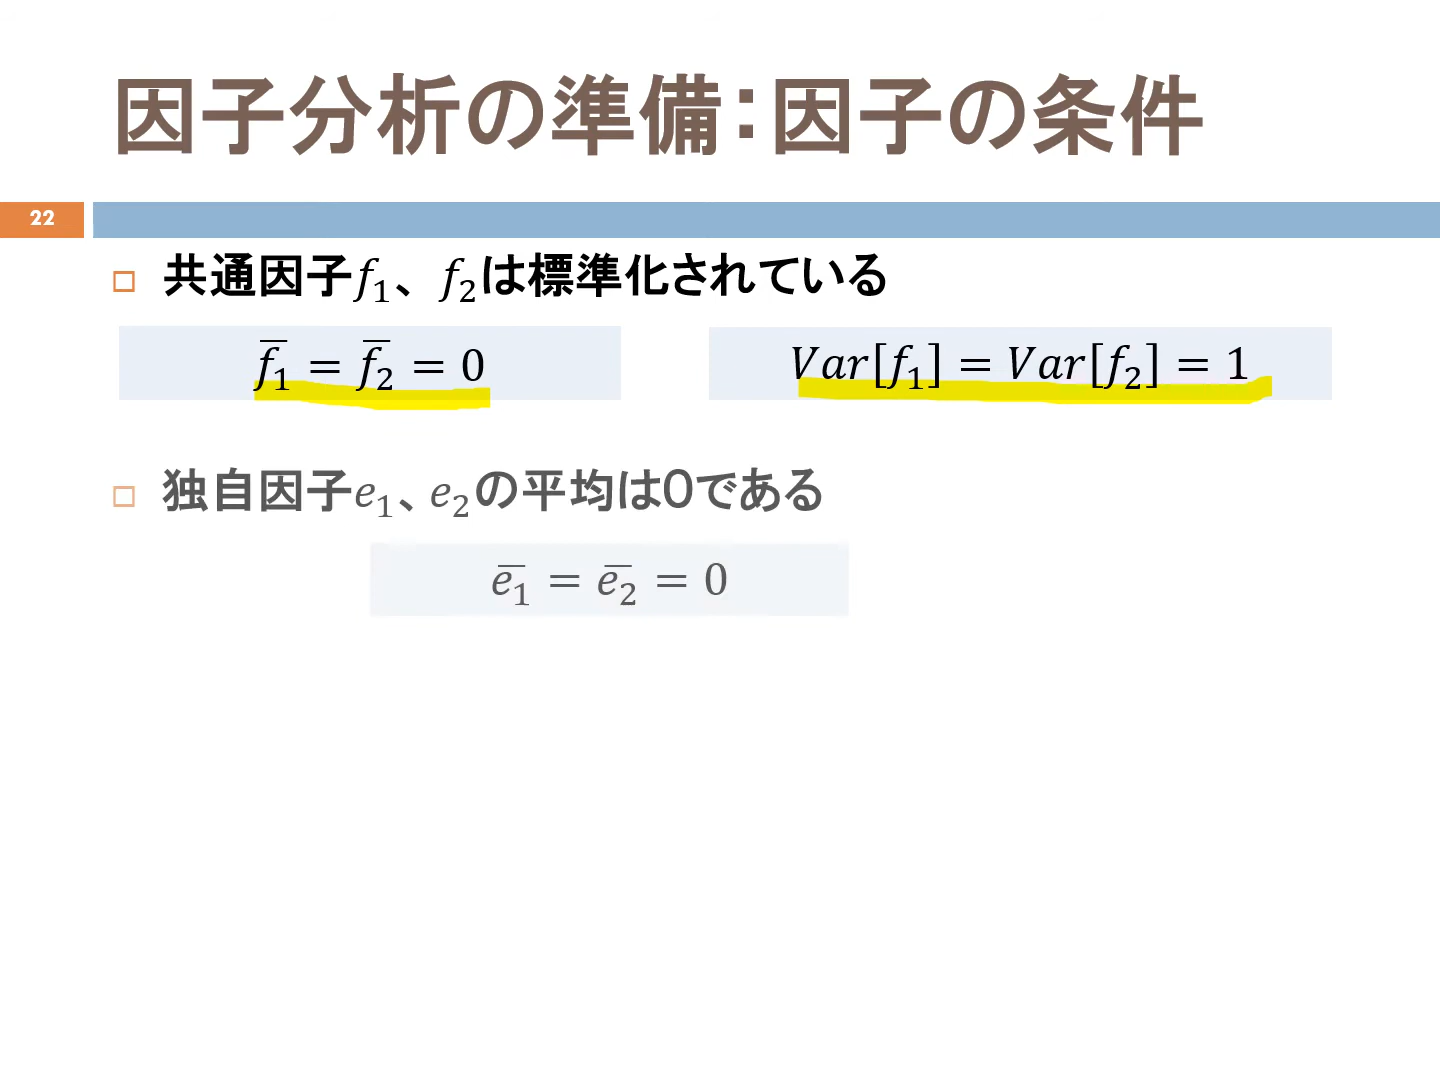 因子分析の準備：因子の条件
22
共通因子f₁、f₂は標準化されている
f̅₁ = f̅₂ = 0
Var[f₁] = Var[f₂] = 1
独自因子e₁、e₂の平均は0である
e̅₁ = e̅₂ = 0